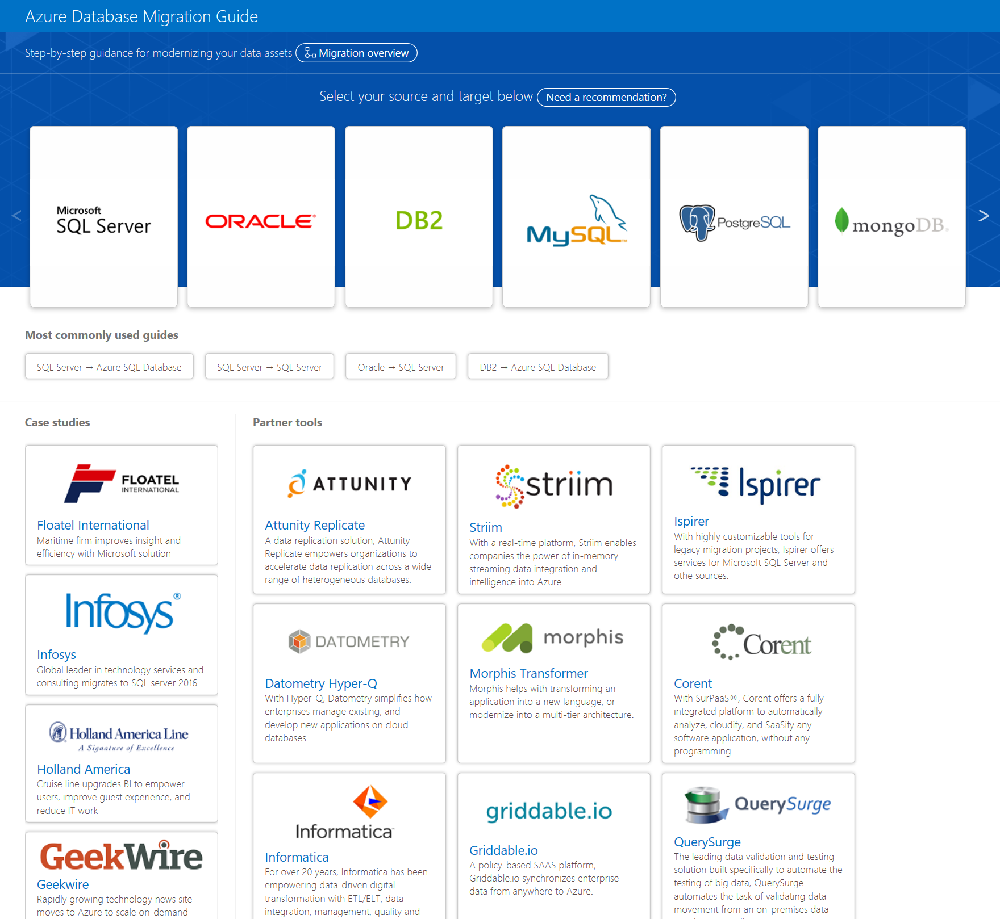 Azure Database Migration Guide
Step-by-step guidance for modernizing your data assets
Migration overview
Select your source and target below
Need a recommendation?
<
Microsoft
SQL Server
ORACLE®
DB2
MySQL™
PostgreSQL
mongoDB®
>
Most commonly used guides
SQL Server → Azure SQL Database
SQL Server → SQL Server
Oracle → SQL Server
DB2 → Azure SQL Database
Case studies
FLOATEL
INTERNATIONAL
Floatel International
Maritime firm improves insight and
efficiency with Microsoft solution
Infosys®
Infosys
Global leader in technology services and
consulting migrates to SQL server 2016
Holland America Line
A Signature of Excellence
Holland America
Cruise line upgrades BI to empower
users, improve guest experience, and
reduce IT work
GeekWire
Geekwire
Rapidly growing technology news site
moves to Azure to scale on-demand
Partner tools
ATTUNITY
Attunity Replicate
A data replication solution, Attunity
Replicate empowers organizations to
accelerate data replication across a wide
range of heterogeneous databases.
striim
Striim
With a real-time platform, Striim enables
companies the power of in-memory
streaming data integration and
intelligence into Azure.
Ispirer
Ispirer
With highly customizable tools for
legacy migration projects, Ispirer offers
services for Microsoft SQL Server and
othe sources.
DATOMETRY
Datometry Hyper-Q
With Hyper-Q, Datometry simplifies how
enterprises manage existing, and
develop new applications on cloud
databases.
morphis
Morphis Transformer
Morphis helps with transforming an
application into a new language; or
modernize into a multi-tier architecture.
Corent
Corent
With SurPaaS®, Corent offers a fully
integrated platform to automatically
analyze, cloudify, and SaaSify any
software application, without any
programming.
Informatica
Informatica
For over 20 years, Informatica has been
empowering data-driven digital
transformation with ETL/ELT, data
integration, management, quality and
griddable.io
Griddable.io
A policy-based SAAS platform,
Griddable.io synchronizes enterprise
data from anywhere to Azure.
QuerySurge
QuerySurge
The leading data validation and testing
solution built specifically to automate the
testing of big data, QuerySurge
automates the task of validating data
movement from an on-premises data